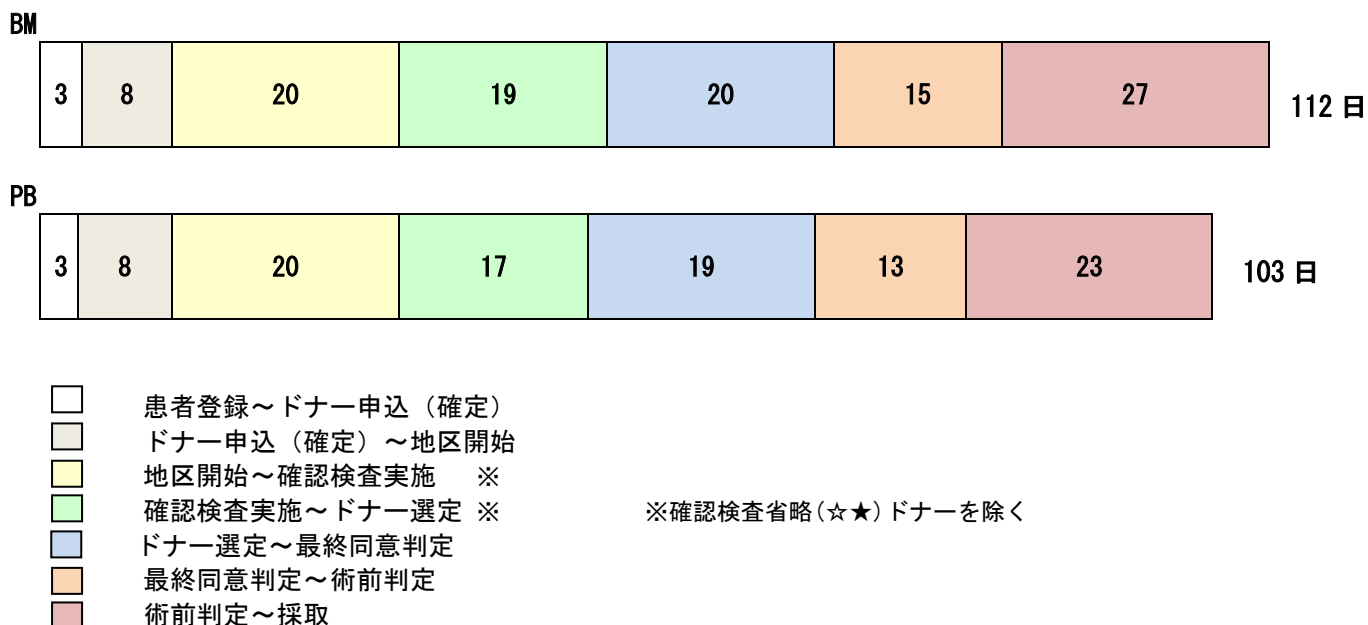 BM
3 8 20 19 20 15 27 112 日
PB
3 8 20 17 19 13 23 103 日
患者登録～ドナー申込（確定）
ドナー申込（確定）～地区開始
地区開始～確認検査実施 ※
確認検査実施～ドナー選定 ※ ※確認検査省略(☆★)ドナーを除く
ドナー選定～最終同意判定
最終同意判定～術前判定
術前判定～採取